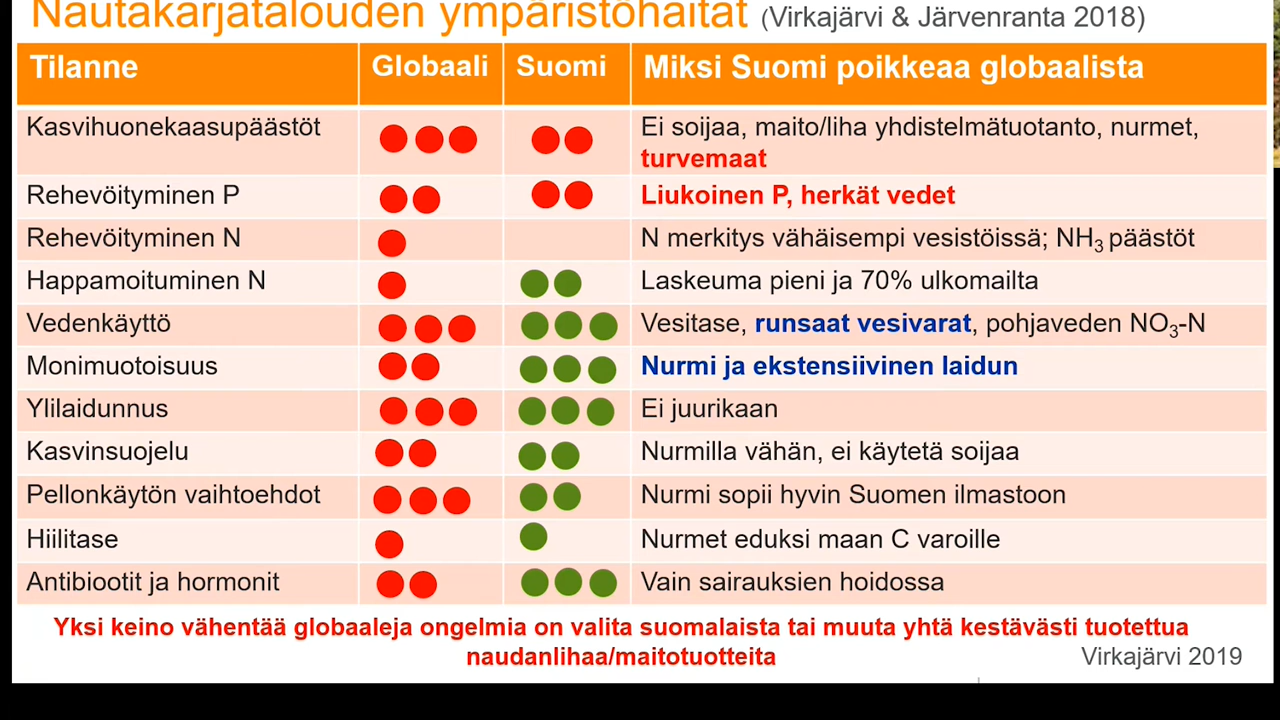 Nautakarjatalouden ympäristöhaitat (Virkajärvi & Järvenranta 2018)
Tilanne Globaali Suomi Miksi Suomi poikkeaa globaalista
Kasvihuonekaasupäästöt Ei soijaa, maito/liha yhdistelmätuotanto, nurmet,
turvemaat
Rehevöityminen P Liukoinen P, herkät vedet
Rehevöityminen N N merkitys vähäisempi vesistöissä; NH₃ päästöt
Happamoituminen N Laskeuma pieni ja 70% ulkomailta
Vedenkäyttö Vesitase, runsaat vesivarat, pohjaveden NO₃-N
Monimuotoisuus Nurmi ja ekstensiivinen laidun
Ylilaidunnus Ei juurikaan
Kasvinsuojelu Nurmilla vähän, ei käytetä soijaa
Pellonkäytön vaihtoehdot Nurmi sopii hyvin Suomen ilmastoon
Hiilitase Nurmet eduksi maan C varoille
Antibiootit ja hormonit Vain sairauksien hoidossa
Yksi keino vähentää globaaleja ongelmia on valita suomalaista tai muuta yhtä kestävästi tuotettua
naudanlihaa/maitotuotteita Virkajärvi 2019